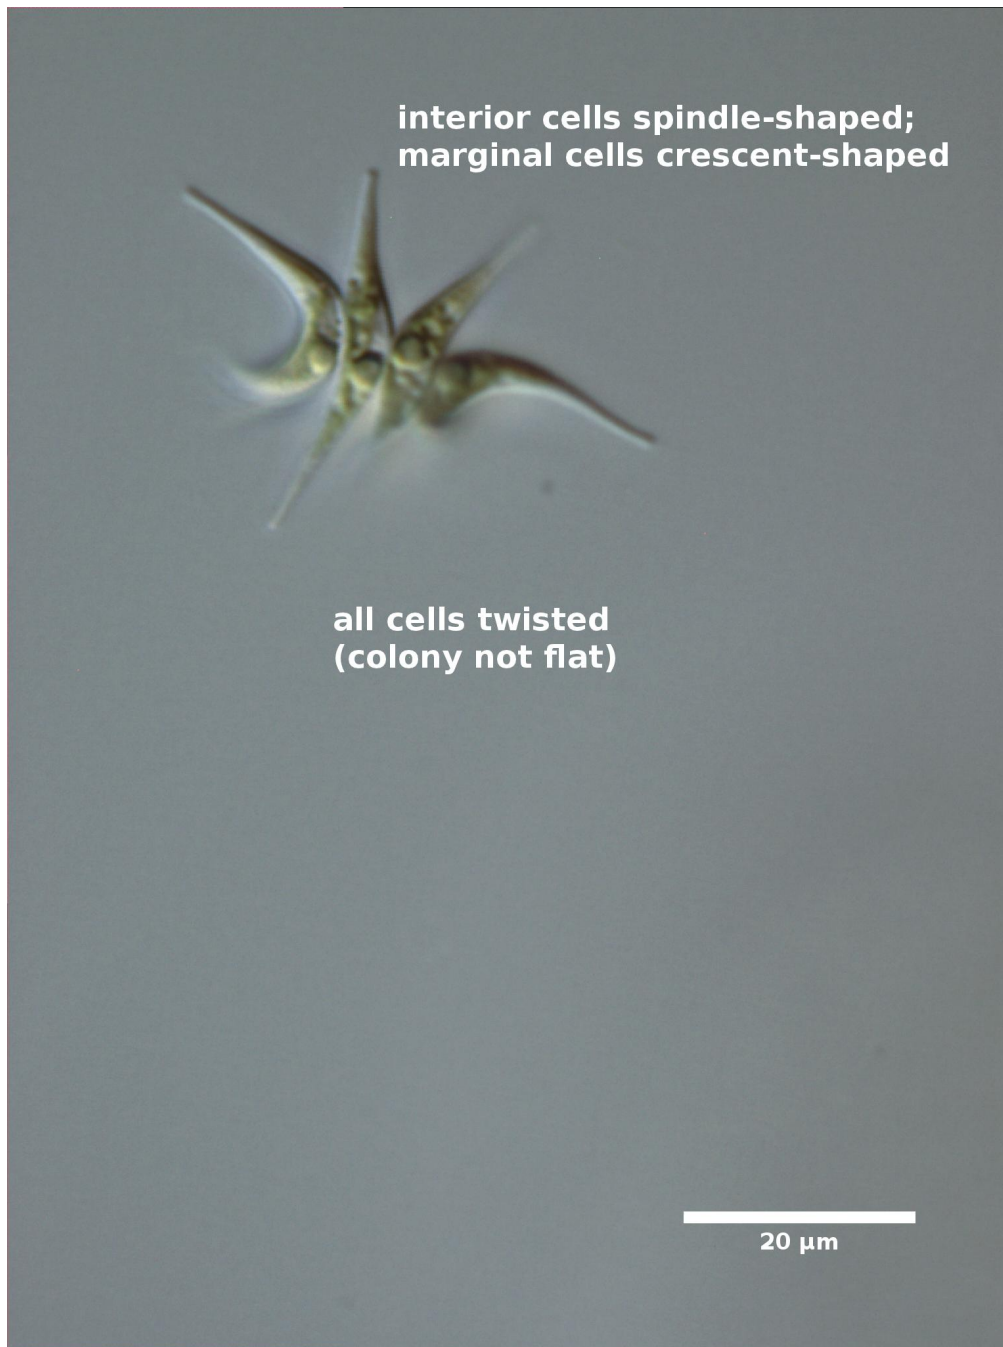 interior cells spindle-shaped;
marginal cells crescent-shaped
all cells twisted
(colony not flat)
20 µm